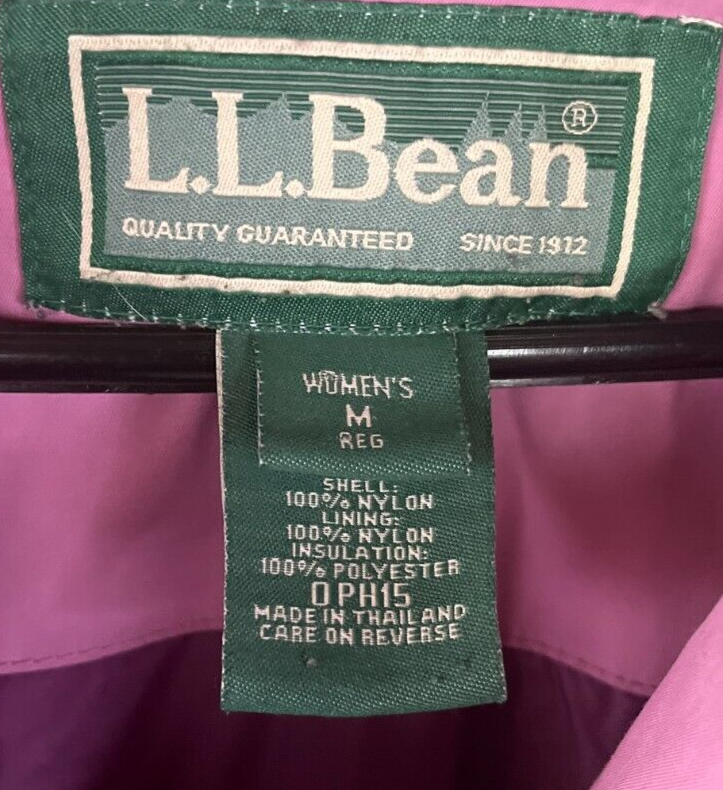 L.L.Bean®
QUALITY GUARANTEED SINCE 1912
WOMEN'S
M
REG
SHELL:
100% NYLON
LINING:
100% NYLON
INSULATION:
100% POLYESTER
0PH15
MADE IN THAILAND
CARE ON REVERSE